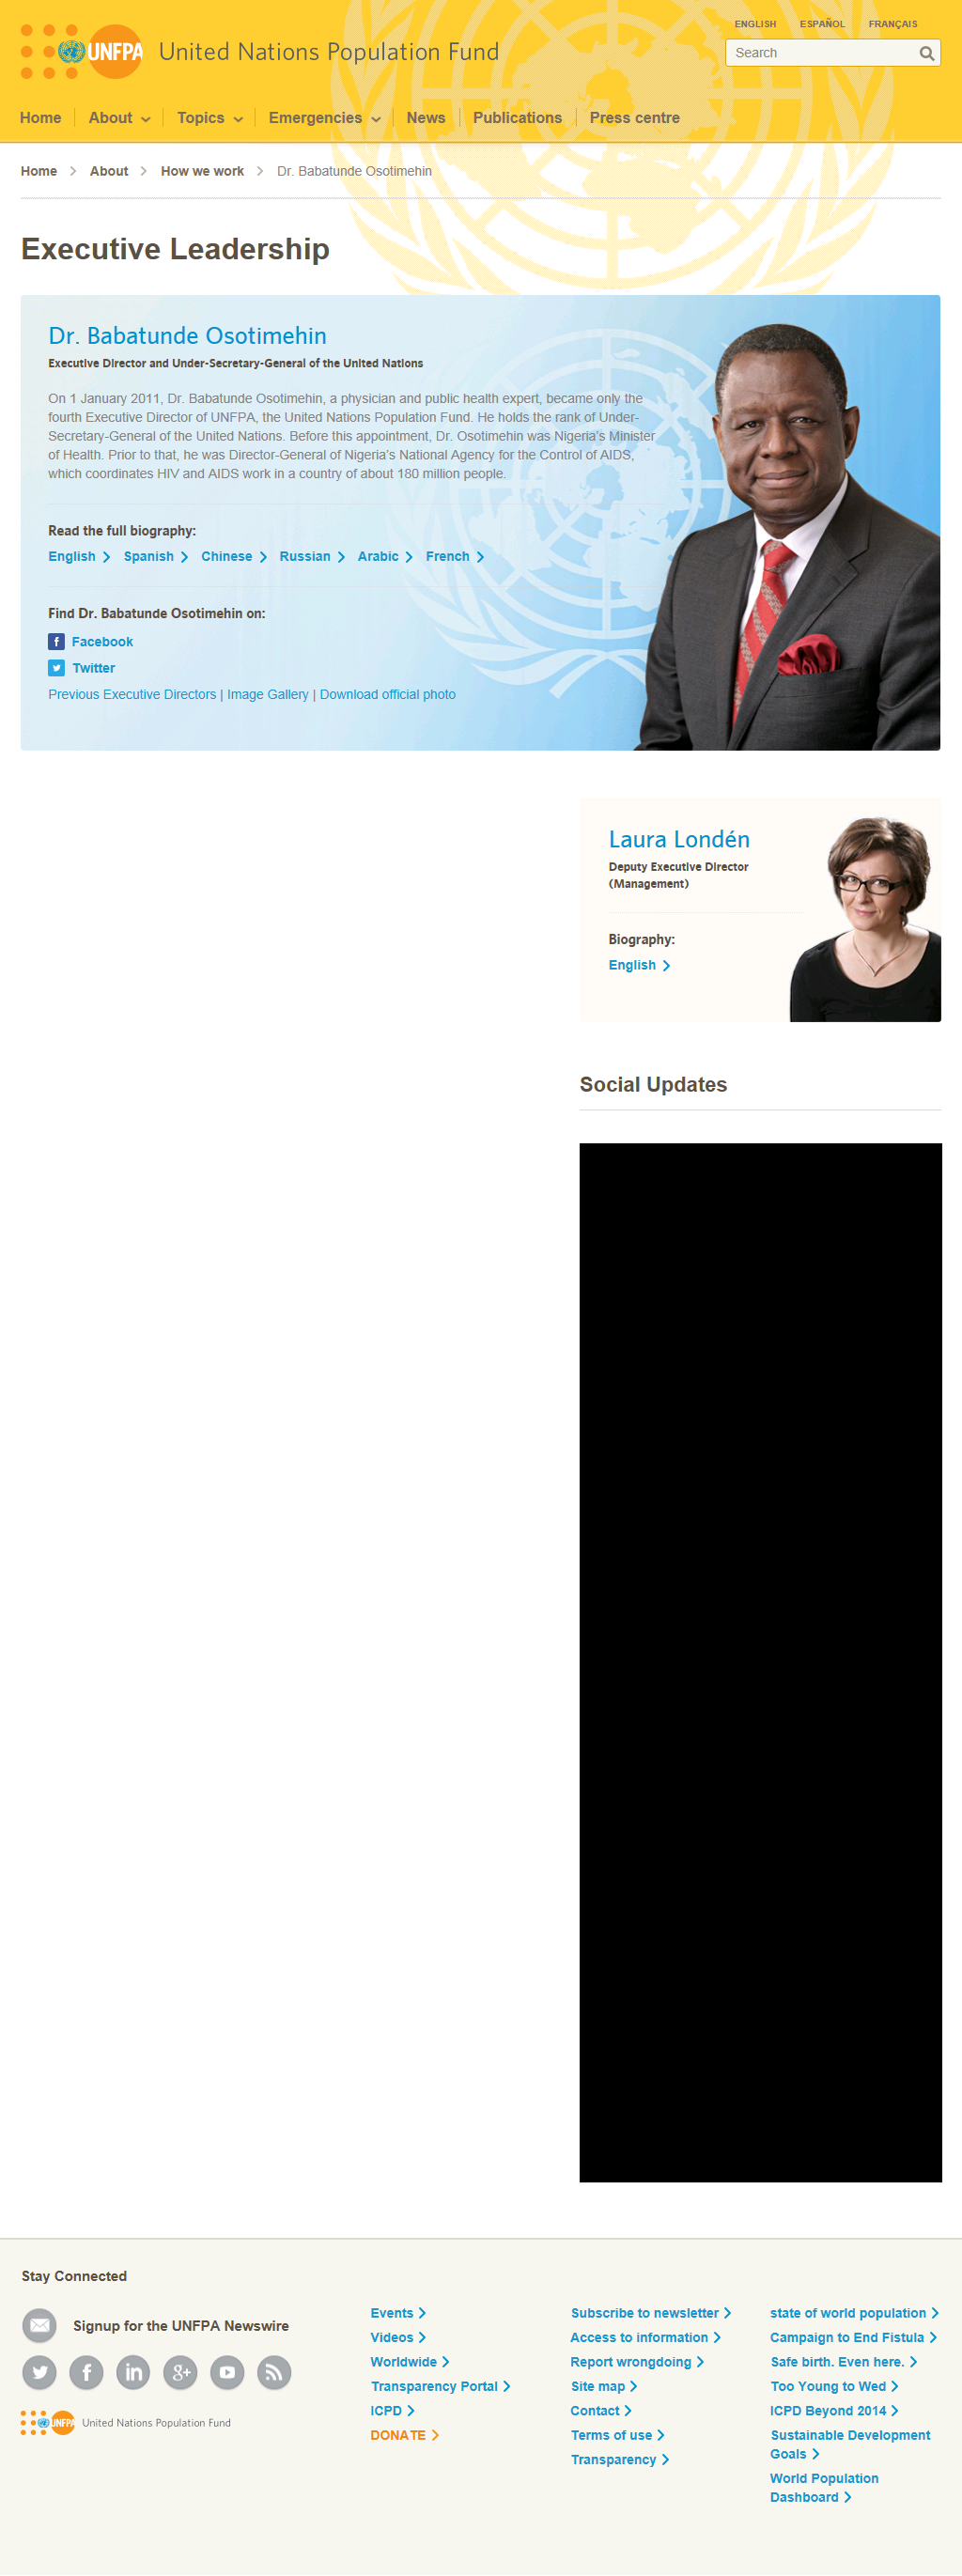 ENGLISH ESPAÑOL FRANÇAIS
UNFPA United Nations Population Fund
Search
Home About Topics Emergencies News Publications Press centre
Home About How we work Dr. Babatunde Osotimehin
Executive Leadership
Dr. Babatunde Osotimehin
Executive Director and Under-Secretary-General of the United Nations
On 1 January 2011, Dr. Babatunde Osotimehin, a physician and public health expert, became only the
fourth Executive Director of UNFPA, the United Nations Population Fund. He holds the rank of Under-
Secretary-General of the United Nations. Before this appointment, Dr. Osotimehin was Nigeria's Minister
of Health. Prior to that, he was Director-General of Nigeria's National Agency for the Control of AIDS,
which coordinates HIV and AIDS work in a country of about 180 million people.
Read the full biography:
English Spanish Chinese Russian Arabic French
Find Dr. Babatunde Osotimehin on:
Facebook
Twitter
Previous Executive Directors | Image Gallery | Download official photo
Laura Londén
Deputy Executive Director
(Management)
Biography:
English
Social Updates
Stay Connected
Signup for the UNFPA Newswire
UNFPA United Nations Population Fund
Events
Videos
Worldwide
Transparency Portal
ICPD
DONATE
Subscribe to newsletter
Access to information
Report wrongdoing
Site map
Contact
Terms of use
Transparency
state of world population
Campaign to End Fistula
Safe birth. Even here.
Too Young to Wed
ICPD Beyond 2014
Sustainable Development
Goals
World Population
Dashboard